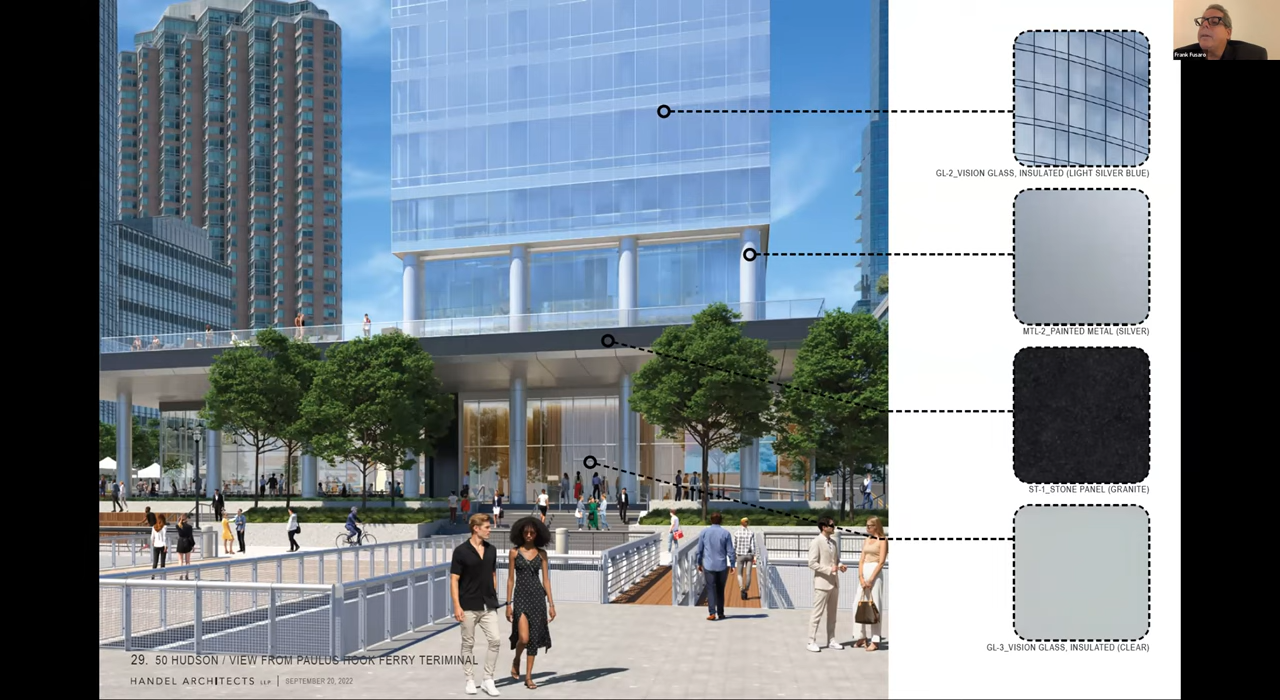 Frank Fusaro
GL-2_VISION GLASS, INSULATED (LIGHT SILVER BLUE)
MTL-2_PAINTED METAL (SILVER)
ST-1_STONE PANEL (GRANITE)
GL-3_VISION GLASS, INSULATED (CLEAR)
29. 50 HUDSON / VIEW FROM PAULUS HOOK FERRY TERIMINAL
HANDEL ARCHITECTS LLP | SEPTEMBER 20, 2022